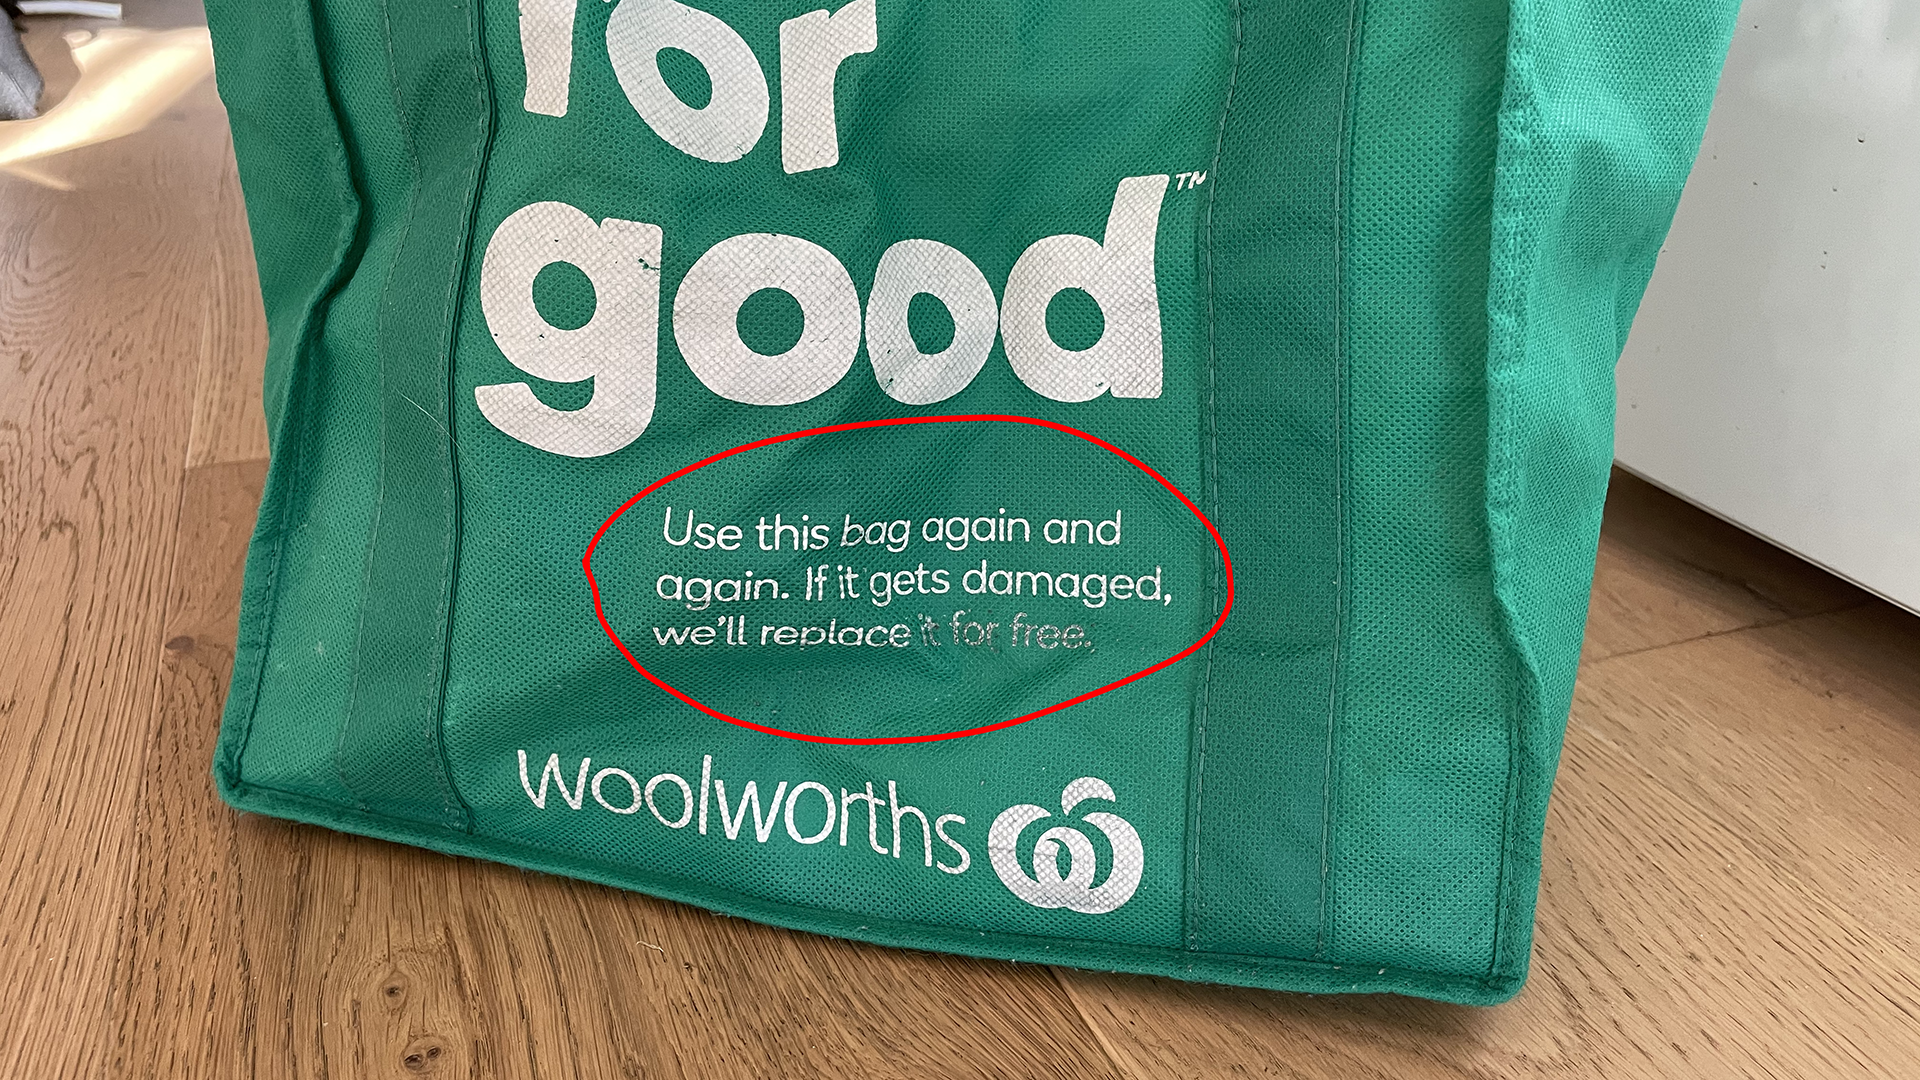 for
good™
Use this bag again and
again. If it gets damaged,
we'll replace it for free.
woolworths